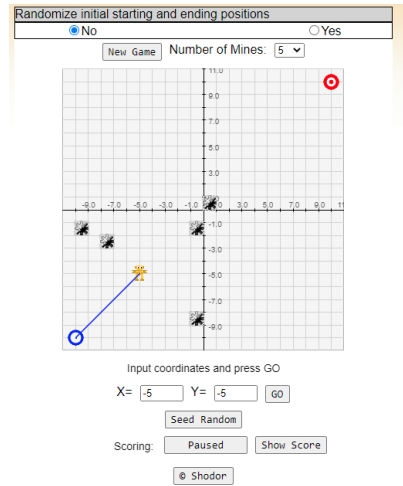 Randomize initial starting and ending positions
No Yes
New Game Number of Mines: 5
11.0
9.0
7.0
5.0
3.0
-9.0 -7.0 -5.0 -3.0 -1.0 3.0 5.0 7.0 9.0 11
-1.0
-3.0
-5.0
-7.0
-9.0
Input coordinates and press GO
X= -5 Y= -5 GO
Seed Random
Scoring: Paused Show Score
© Shodor